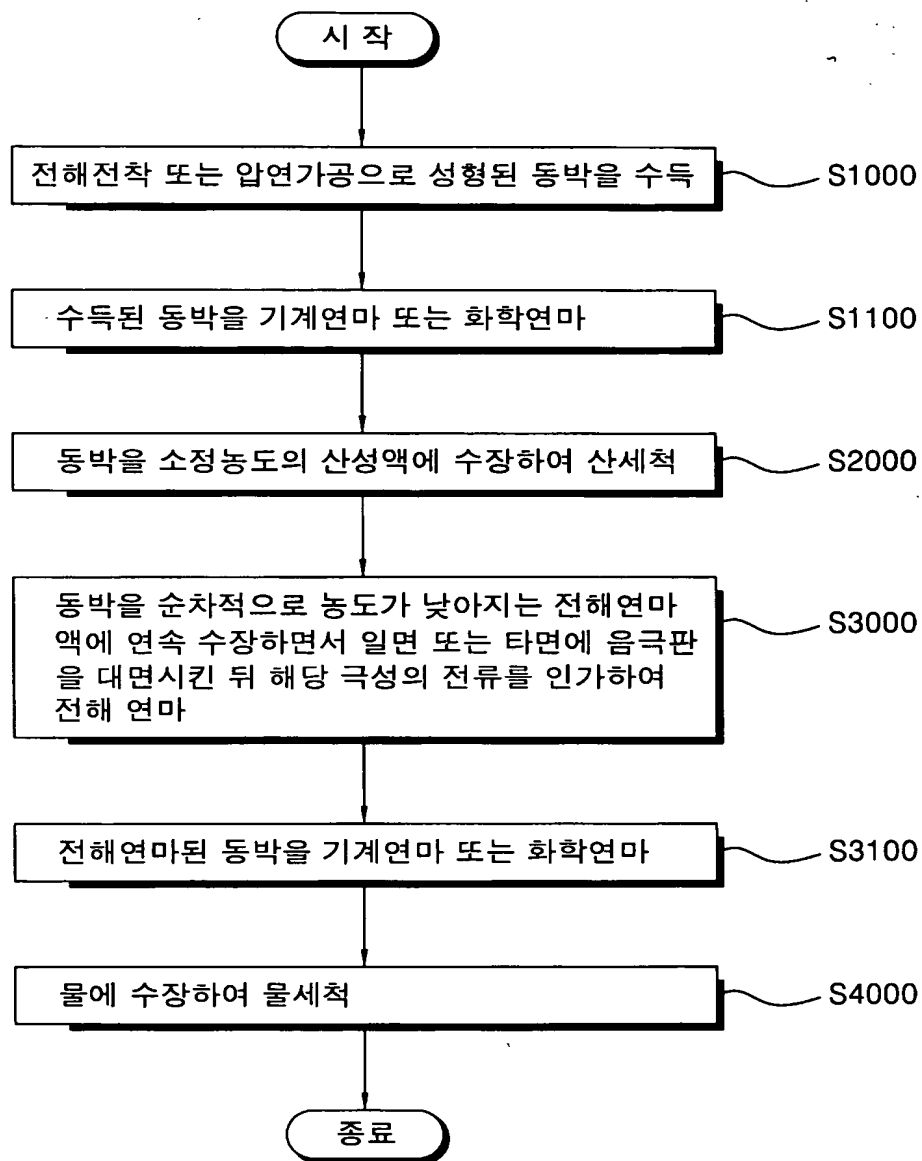 시 작
전해전착 또는 압연가공으로 성형된 동박을 수득
S1000
수득된 동박을 기계연마 또는 화학연마
S1100
동박을 소정농도의 산성액에 수장하여 산세척
S2000
동박을 순차적으로 농도가 낮아지는 전해연마
액에 연속 수장하면서 일면 또는 타면에 음극판
을 대면시킨 뒤 해당 극성의 전류를 인가하여
전해 연마
S3000
전해연마된 동박을 기계연마 또는 화학연마
S3100
물에 수장하여 물세척
S4000
종료